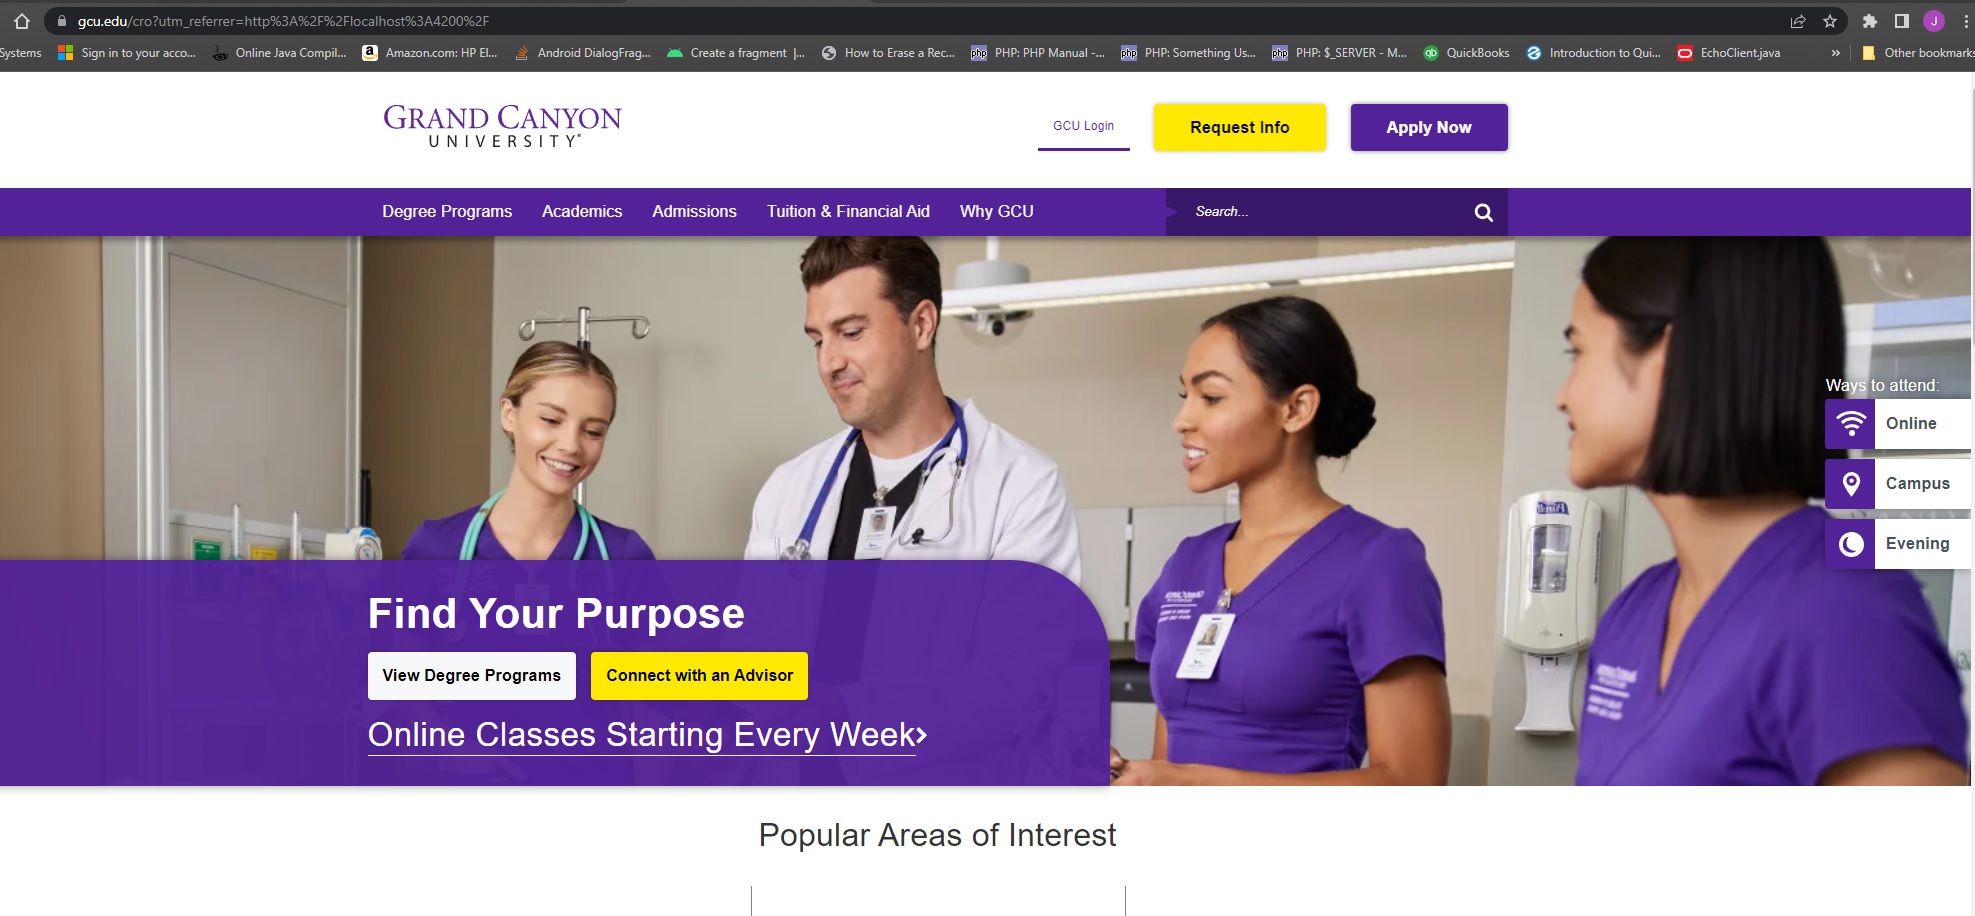 gcu.edu/cro?utm_referrer=http%3A%2F%2Flocalhost%3A4200%2F
J
Systems
Sign in to your acco...
Online Java Compil...
Amazon.com: HP El...
Android DialogFrag...
Create a fragment |...
How to Erase a Rec...
php PHP: PHP Manual -...
php PHP: Something Us...
php PHP: $_SERVER - M...
qb QuickBooks
Introduction to Qui...
EchoClient.java
»
Other bookmarks
GRAND CANYON
UNIVERSITY®
GCU Login
Request Info
Apply Now
Degree Programs
Academics
Admissions
Tuition & Financial Aid
Why GCU
Search...
Ways to attend:
Online
Campus
Evening
Find Your Purpose
View Degree Programs
Connect with an Advisor
Online Classes Starting Every Week
Popular Areas of Interest